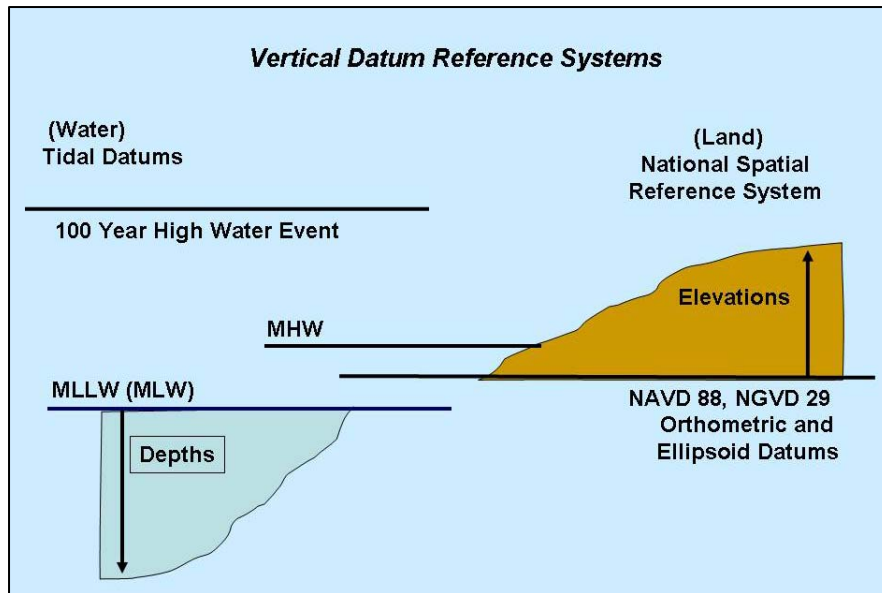 Vertical Datum Reference Systems
(Water)
Tidal Datums
(Land)
National Spatial
Reference System
100 Year High Water Event
Elevations
MHW
MLLW (MLW)
NAVD 88, NGVD 29
Orthometric and
Ellipsoid Datums
Depths